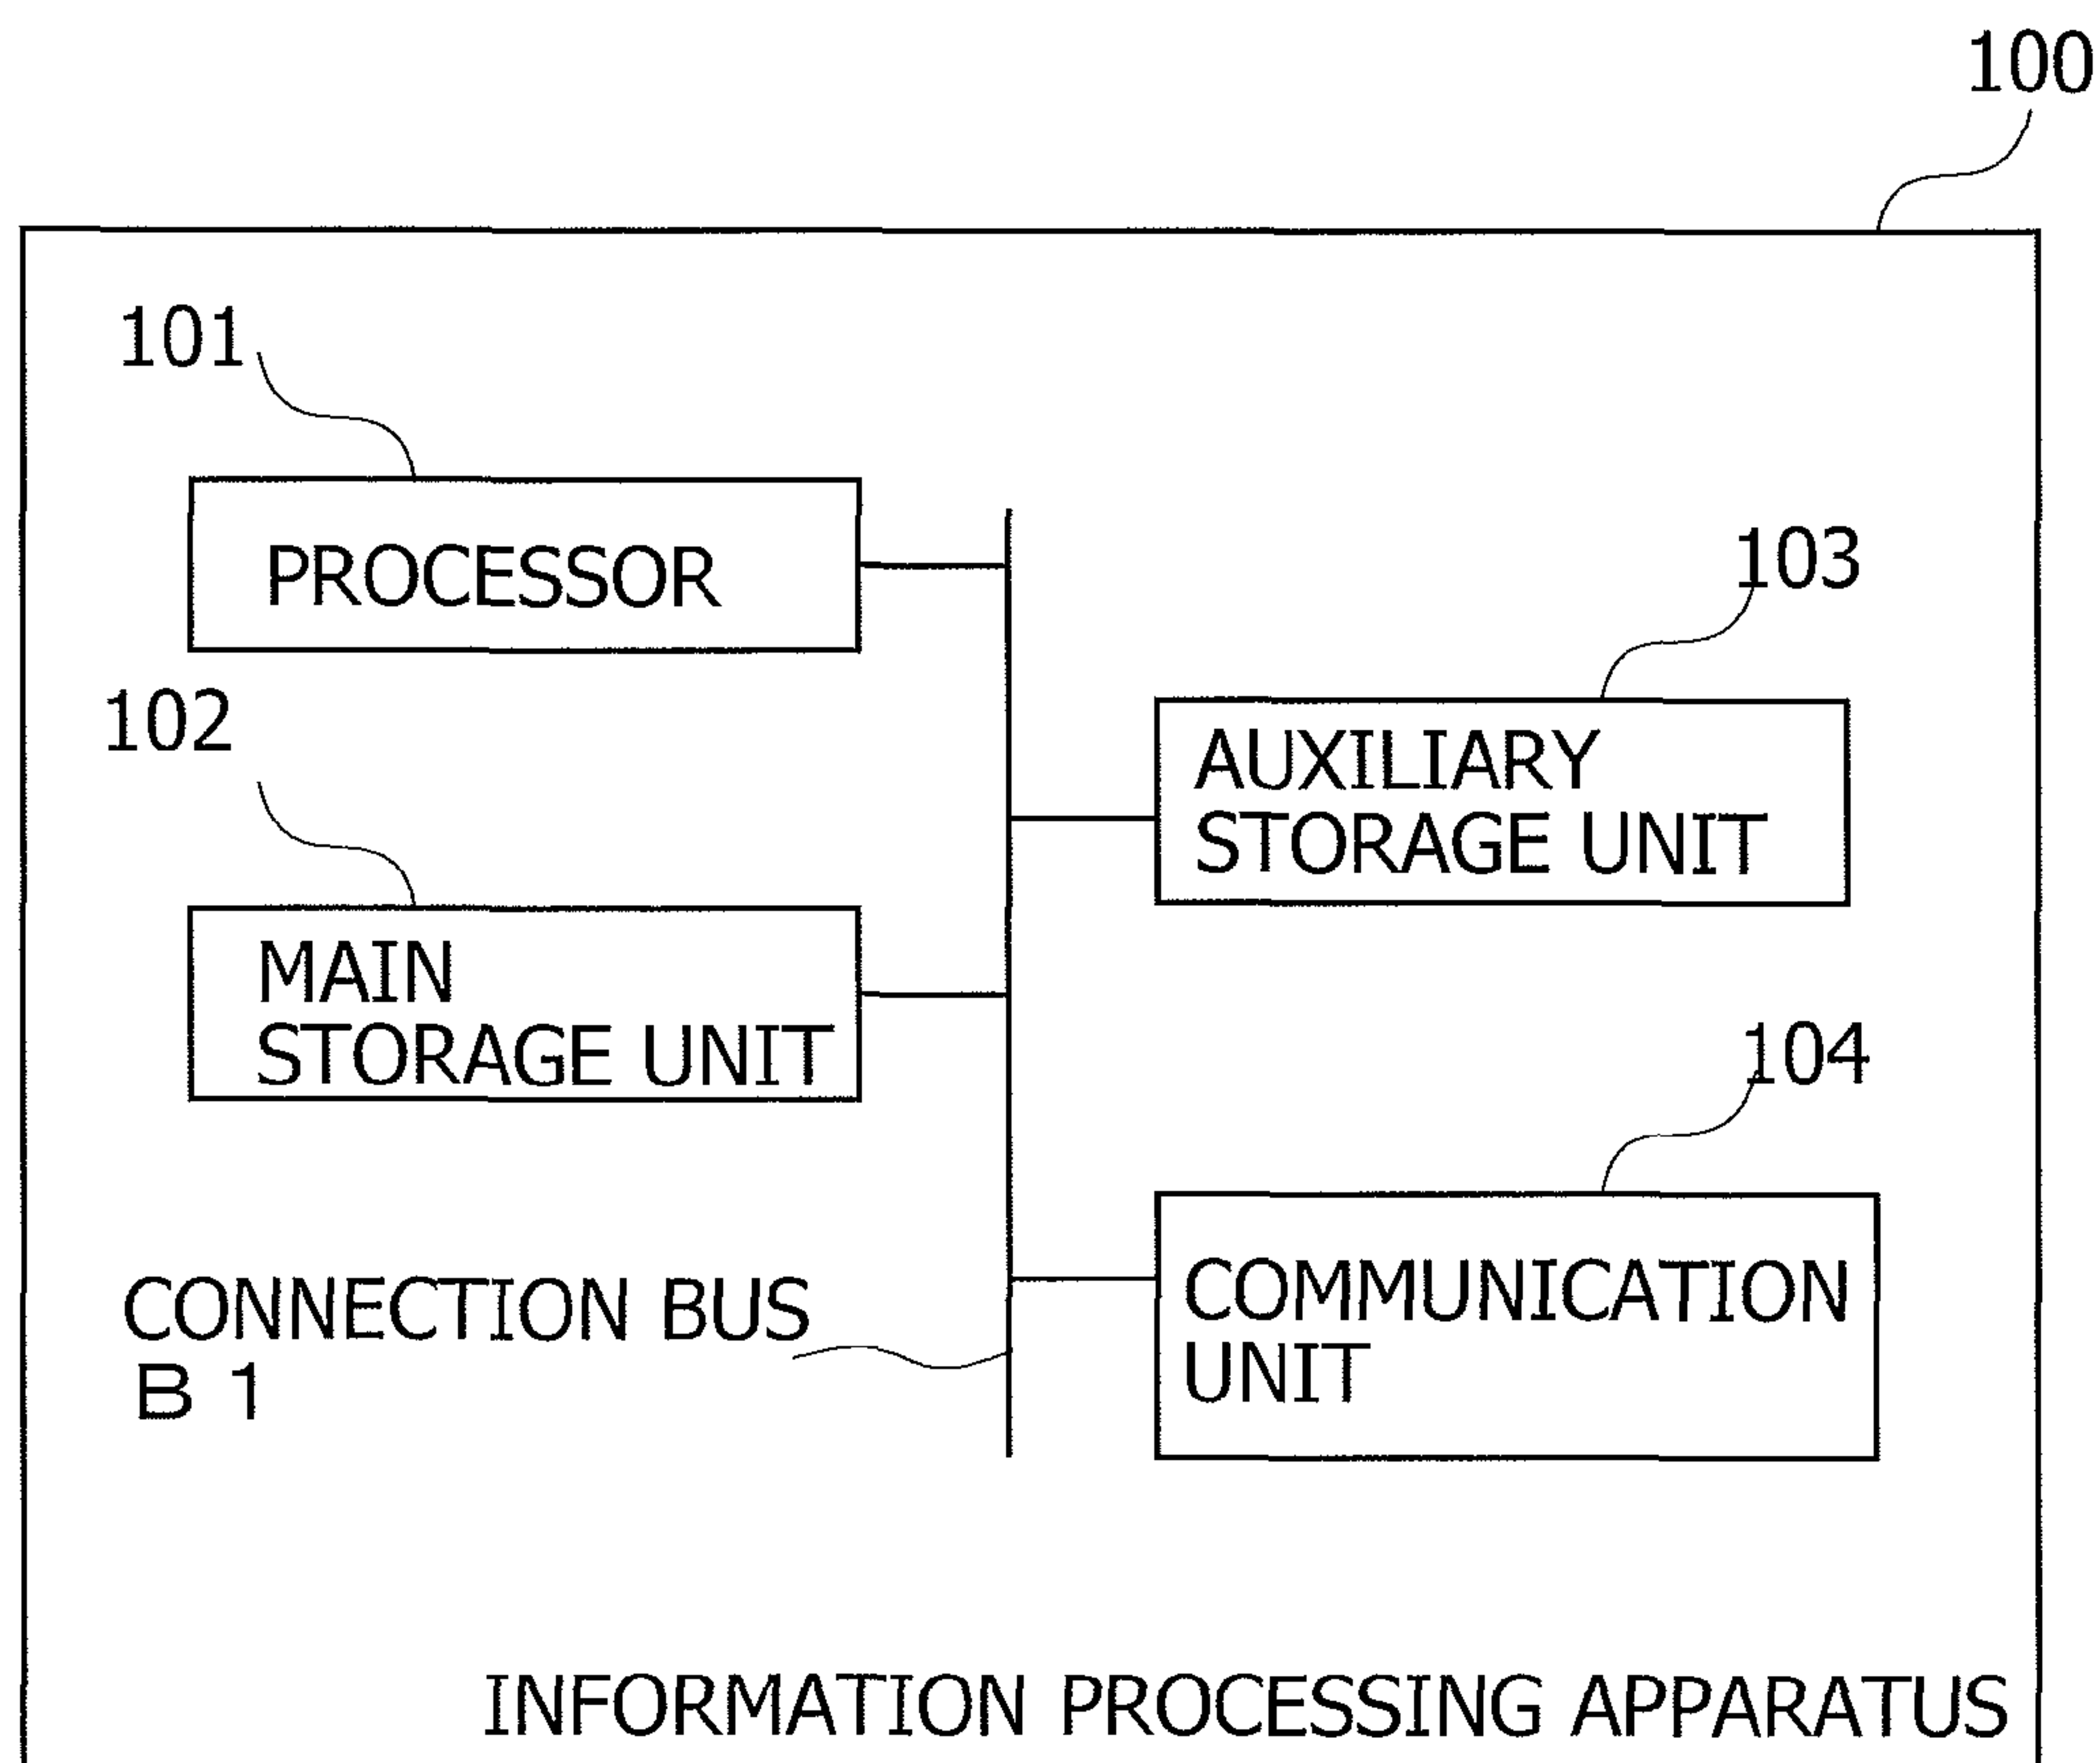 100
101
PROCESSOR
103
102
AUXILIARY
STORAGE UNIT
MAIN
STORAGE UNIT
104
CONNECTION BUS
B 1
COMMUNICATION
UNIT
INFORMATION PROCESSING APPARATUS